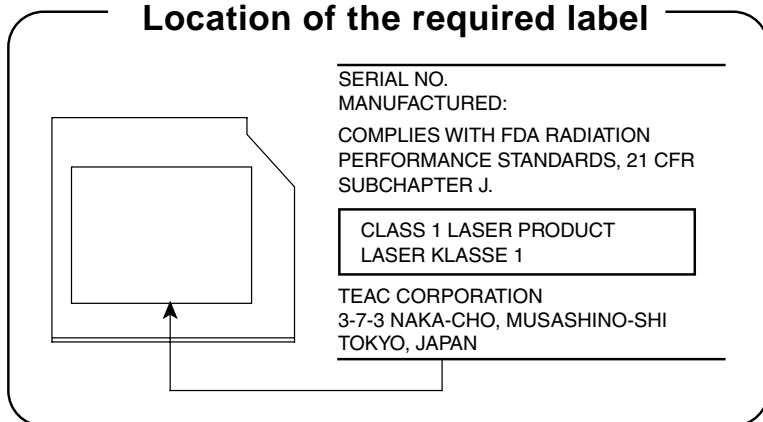 Location of the required label
SERIAL NO.
MANUFACTURED:
COMPLIES WITH FDA RADIATION
PERFORMANCE STANDARDS, 21 CFR
SUBCHAPTER J.
CLASS 1 LASER PRODUCT
LASER KLASSE 1
TEAC CORPORATION
3-7-3 NAKA-CHO, MUSASHINO-SHI
TOKYO, JAPAN